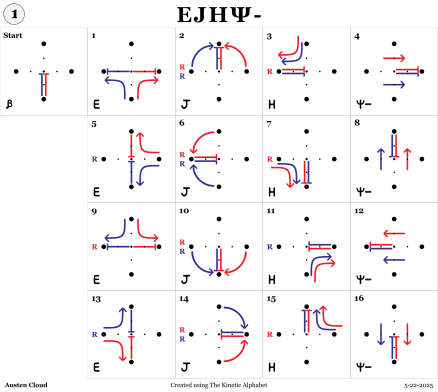 1
EJHΨ-
Start
β
1
E
2
R
R
J
3
R
H
4
Ψ-
5
R
E
6
R
R
J
7
R
H
8
Ψ-
9
R
E
10
R
R
J
11
R
H
12
Ψ-
13
R
E
14
R
R
J
15
R
H
16
Ψ-
Austen Cloud
Created using The Kinetic Alphabet
5-22-2025